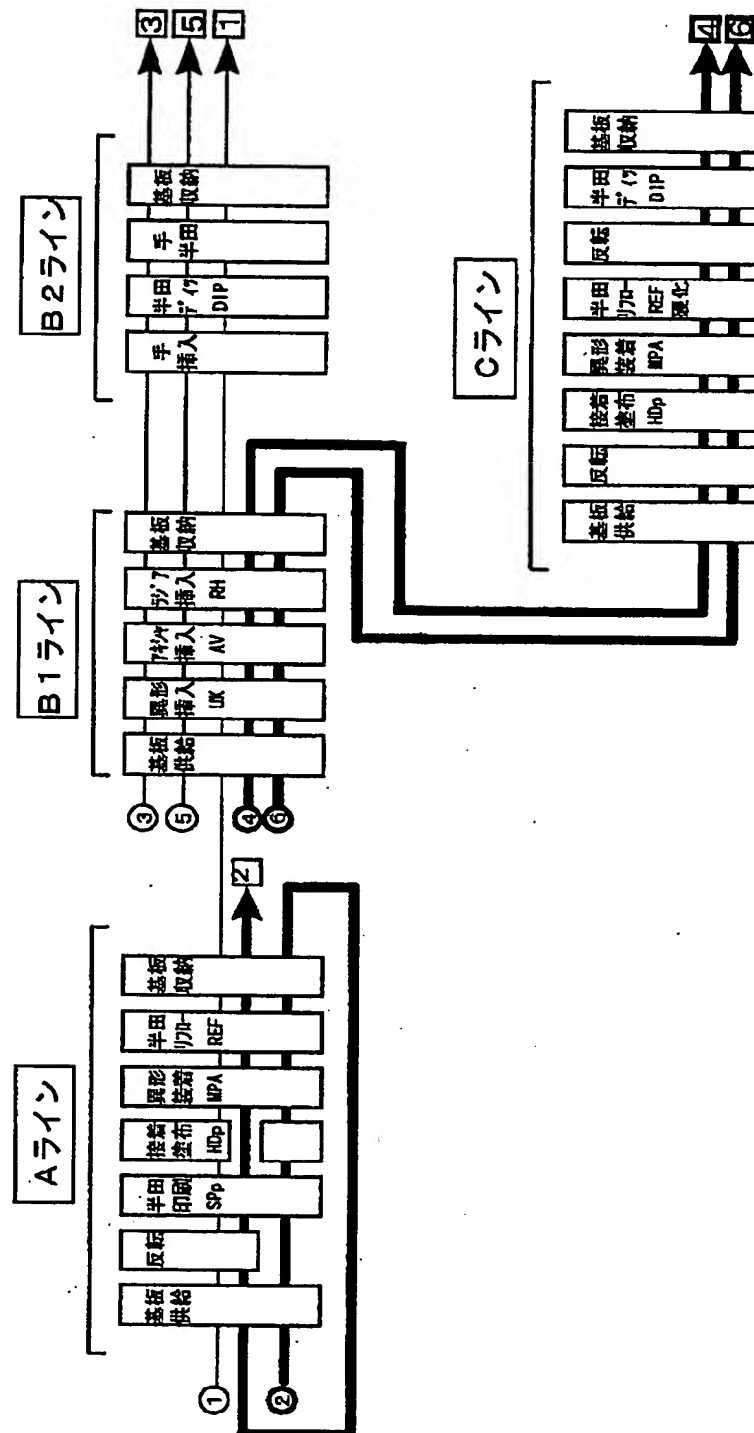 Aライン
基板
供給
反転
半田
印刷
SPp
接着
塗布
HDp
異形
装着
MPA
半田
リフロー
REF
基板
収納
①
②
2
B1ライン
基板
供給
異形
挿入
UK
アキシャ
挿入
AV
ラジア
挿入
RH
基板
収納
③
⑤
④
⑥
B2ライン
手
挿入
半田
ディプ
DIP
手
半田
基板
収納
3
5
1
Cライン
基板
供給
反転
接着
塗布
HDp
異形
装着
MPA
半田
リフロー
REF
硬化
反転
半田
ディプ
DIP
基板
収納
4
6